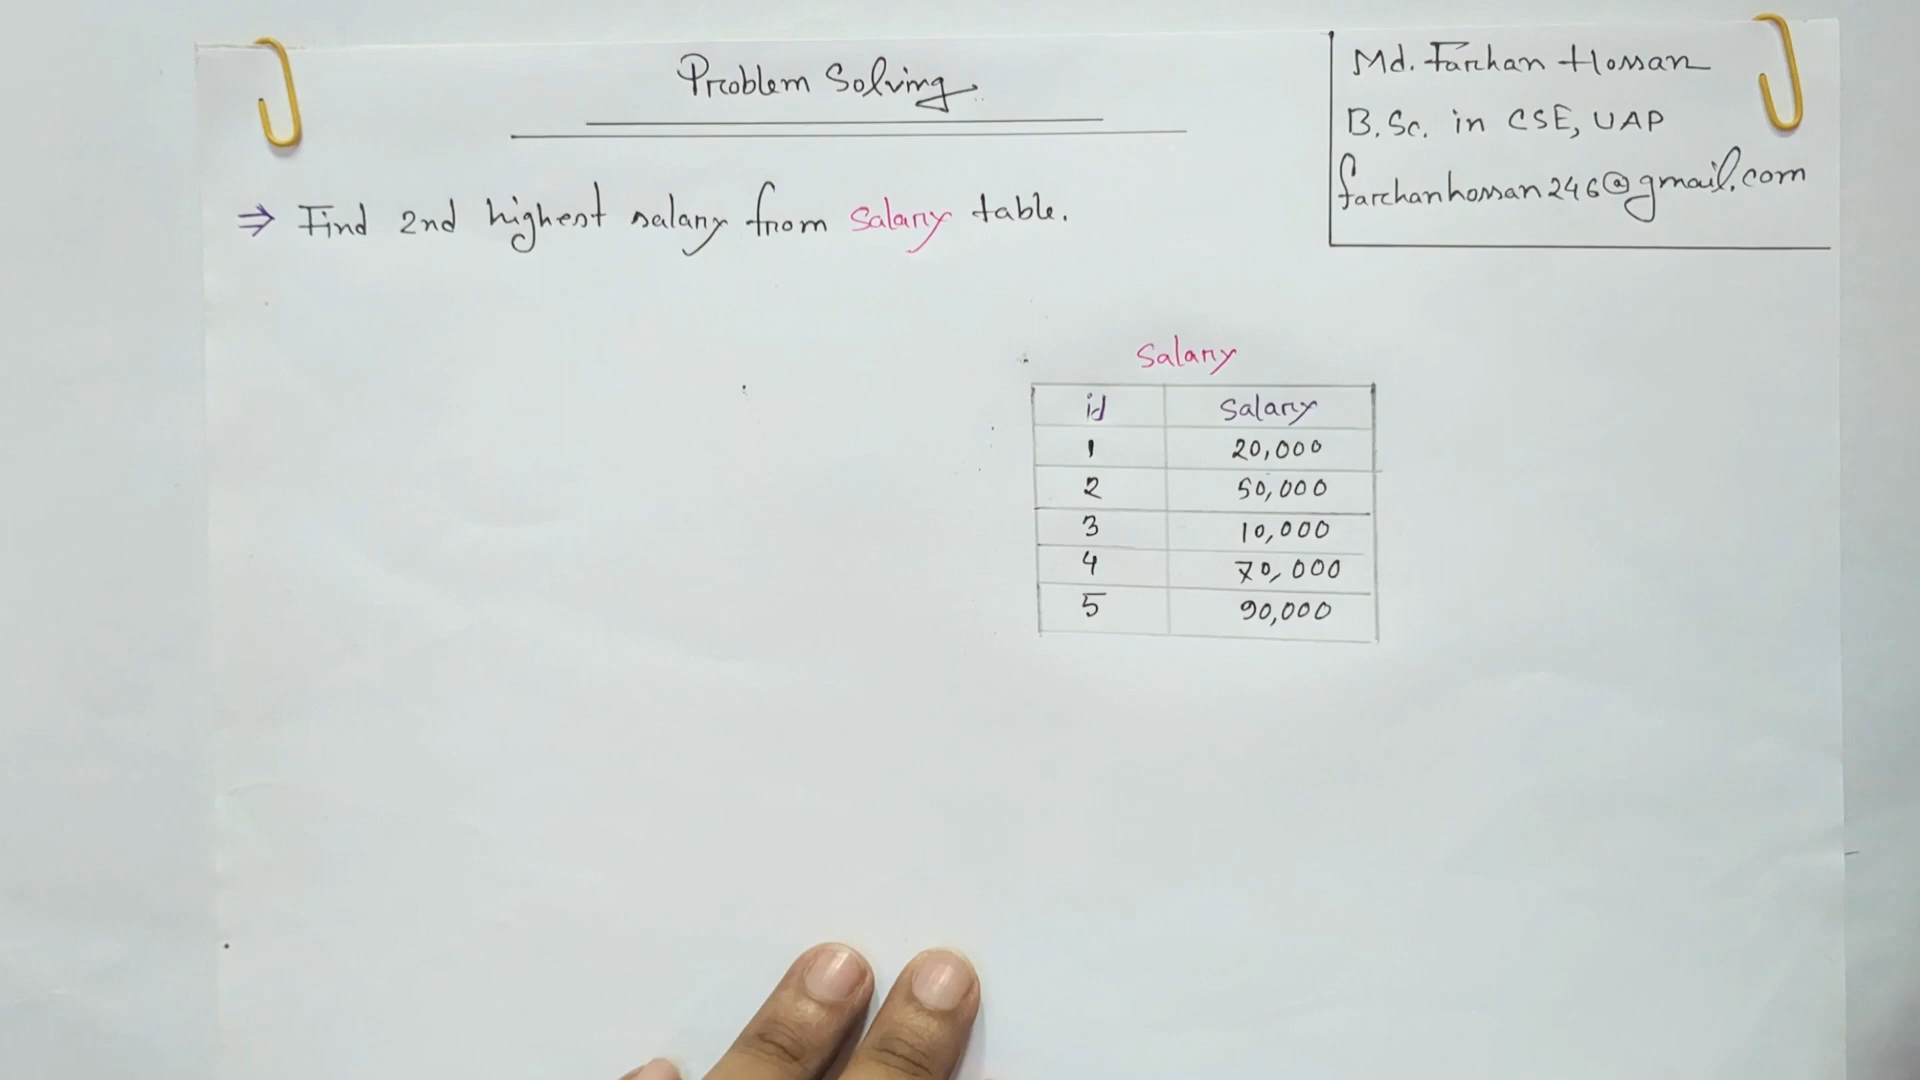 Problem Solving
Md. Farhan Hossan
B.Sc. in CSE, UAP
farhanhossan246@gmail.com
⇒ Find 2nd highest salary from Salary table.
Salary
id Salary
1 20,000
2 50,000
3 10,000
4 70,000
5 90,000